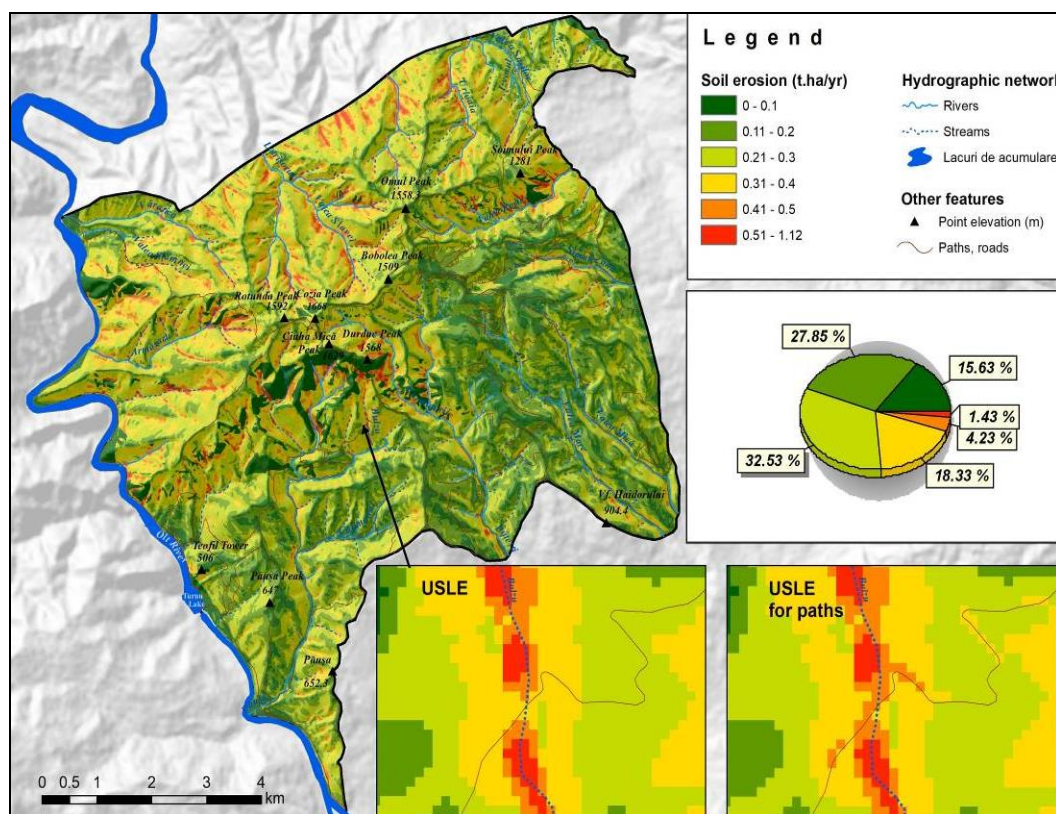 Legend
Soil erosion (t.ha/yr)
0 - 0.1
0.11 - 0.2
0.21 - 0.3
0.31 - 0.4
0.41 - 0.5
0.51 - 1.12
Hydrographic network
Rivers
Streams
Lacuri de acumulare
Other features
Point elevation (m)
Paths, roads
Soimului Peak
1281
Omul Peak
1558.3
Bobolea Peak
1509
Rotunda Peak
1592
Cozia Peak
1668
Ciuha Mică
Peak
Durduc Peak
1568
Vf. Haidorului
904.4
Teofil Tower
506
Olt River
Turnu
Lake
Păușa Peak
647
Păușa
652.3
27.85 %
15.63 %
1.43 %
4.23 %
18.33 %
32.53 %
USLE
USLE
for paths
0 0.5 1 2 3 4
km